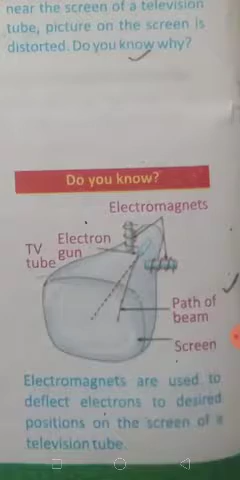 near the screen of a television
tube, picture on the screen is
distorted. Do you know why?
Do you know?
Electromagnets
Electron
gun
TV
tube
Path of
beam
Screen
Electromagnets are used to
deflect electrons to desired
positions on the screen of a
television tube.